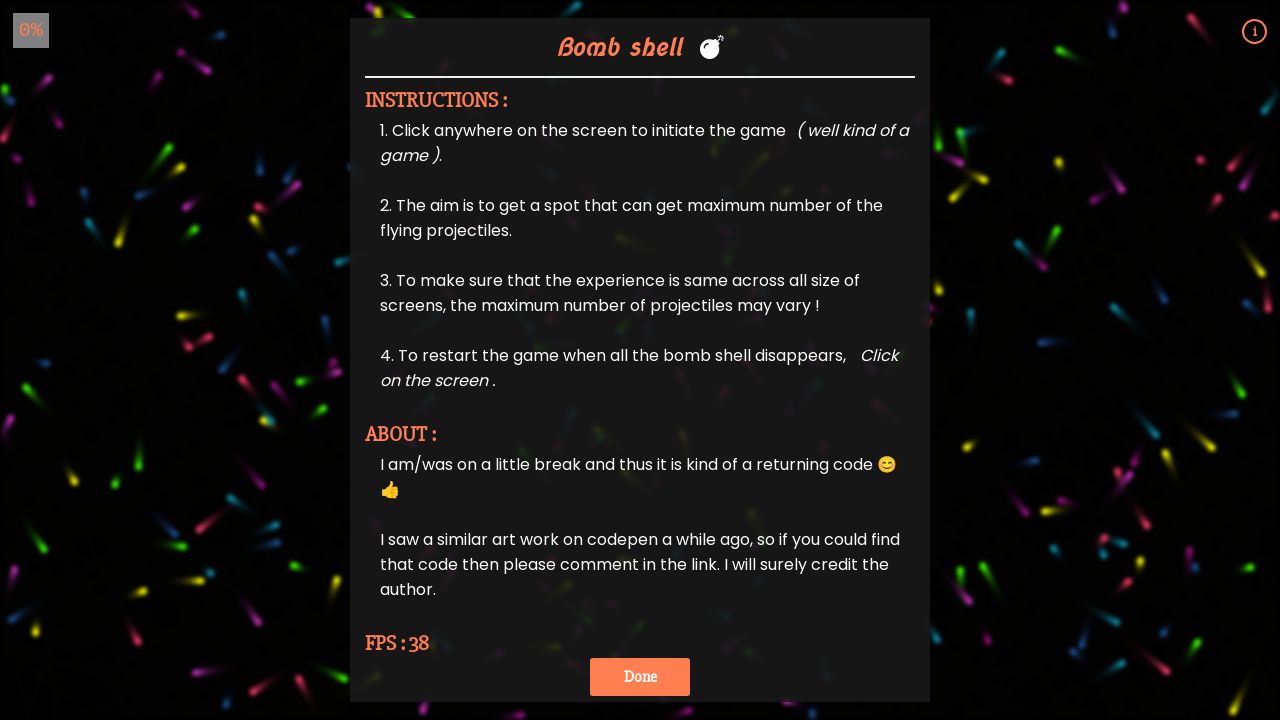 0%
i
Bomb shell 💣
INSTRUCTIONS :
1. Click anywhere on the screen to initiate the game ( well kind of a
game ).
2. The aim is to get a spot that can get maximum number of the
flying projectiles.
3. To make sure that the experience is same across all size of
screens, the maximum number of projectiles may vary !
4. To restart the game when all the bomb shell disappears, Click
on the screen .
ABOUT :
I am/was on a little break and thus it is kind of a returning code 😊
👍
I saw a similar art work on codepen a while ago, so if you could find
that code then please comment in the link. I will surely credit the
author.
FPS : 38
Done